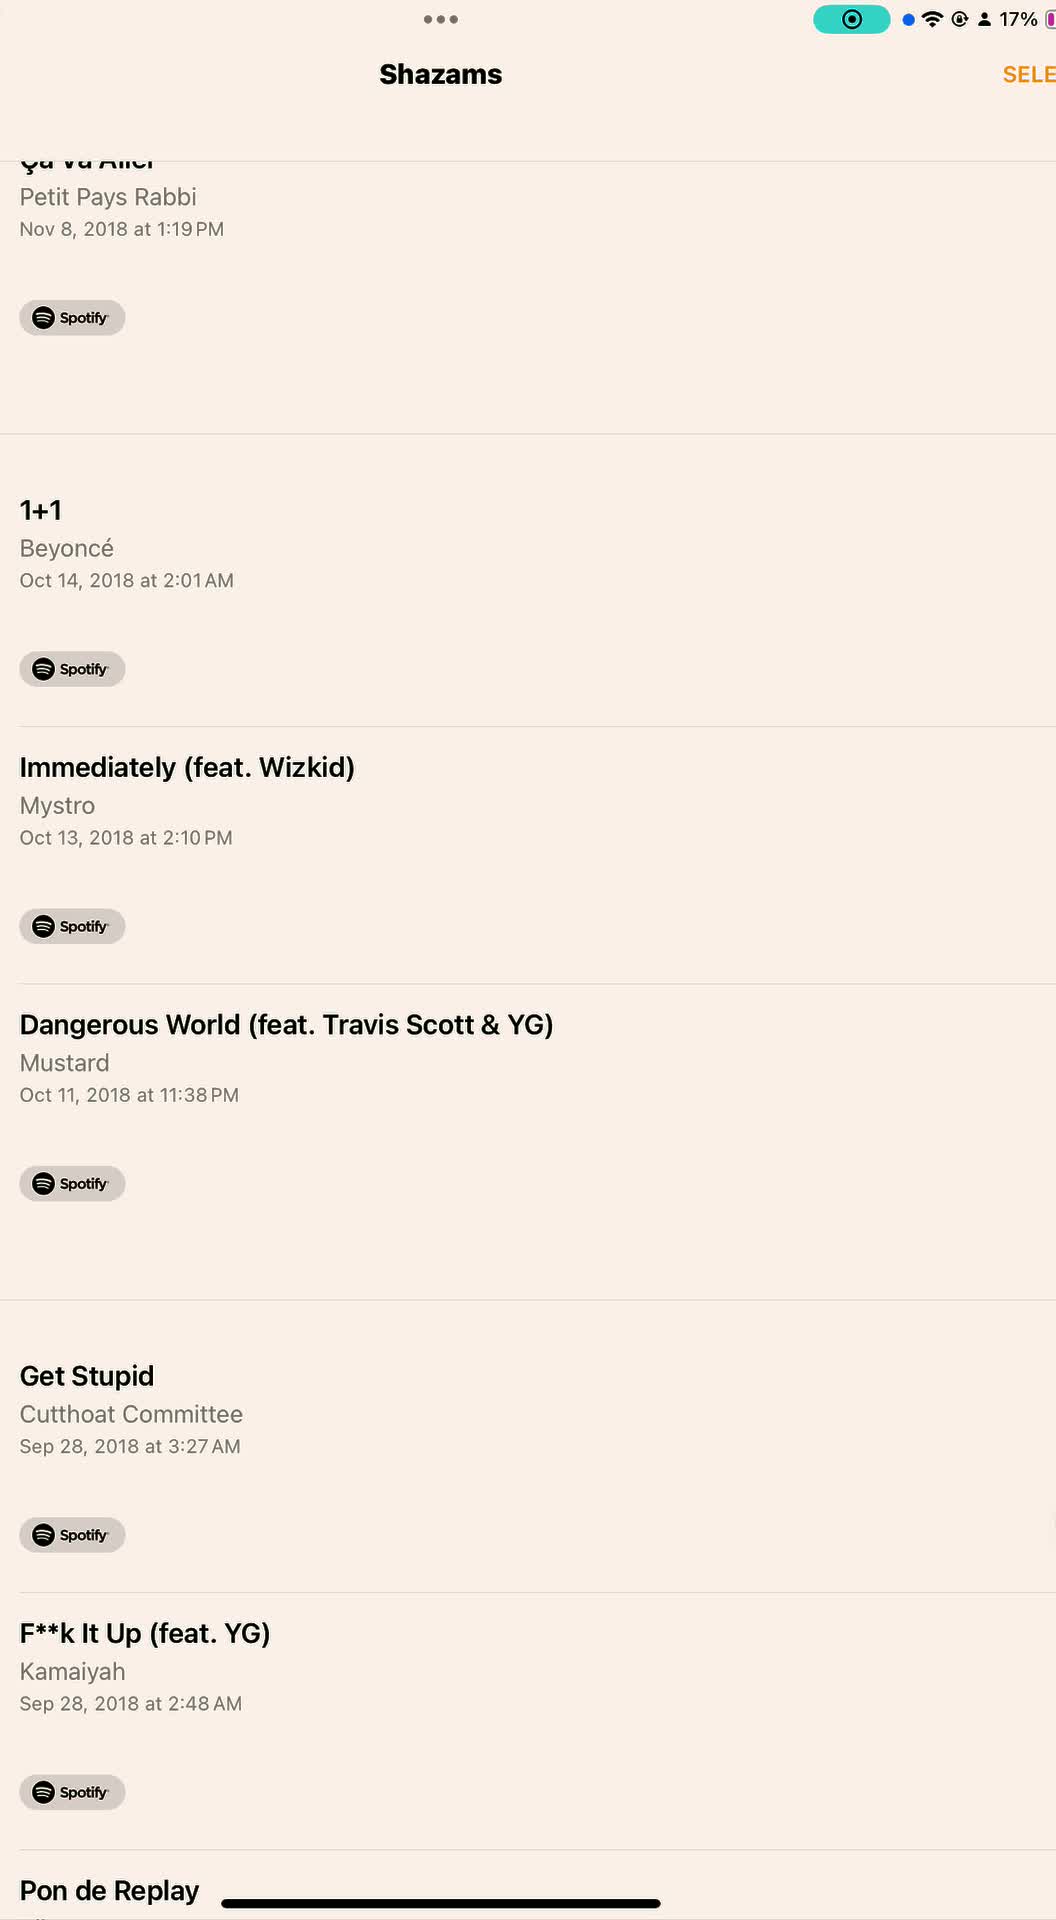 17%
Shazams
SELE
Ça Va Aller
Petit Pays Rabbi
Nov 8, 2018 at 1:19 PM
Spotify
1+1
Beyoncé
Oct 14, 2018 at 2:01 AM
Spotify
Immediately (feat. Wizkid)
Mystro
Oct 13, 2018 at 2:10 PM
Spotify
Dangerous World (feat. Travis Scott & YG)
Mustard
Oct 11, 2018 at 11:38 PM
Spotify
Get Stupid
Cutthoat Committee
Sep 28, 2018 at 3:27 AM
Spotify
F**k It Up (feat. YG)
Kamaiyah
Sep 28, 2018 at 2:48 AM
Spotify
Pon de Replay